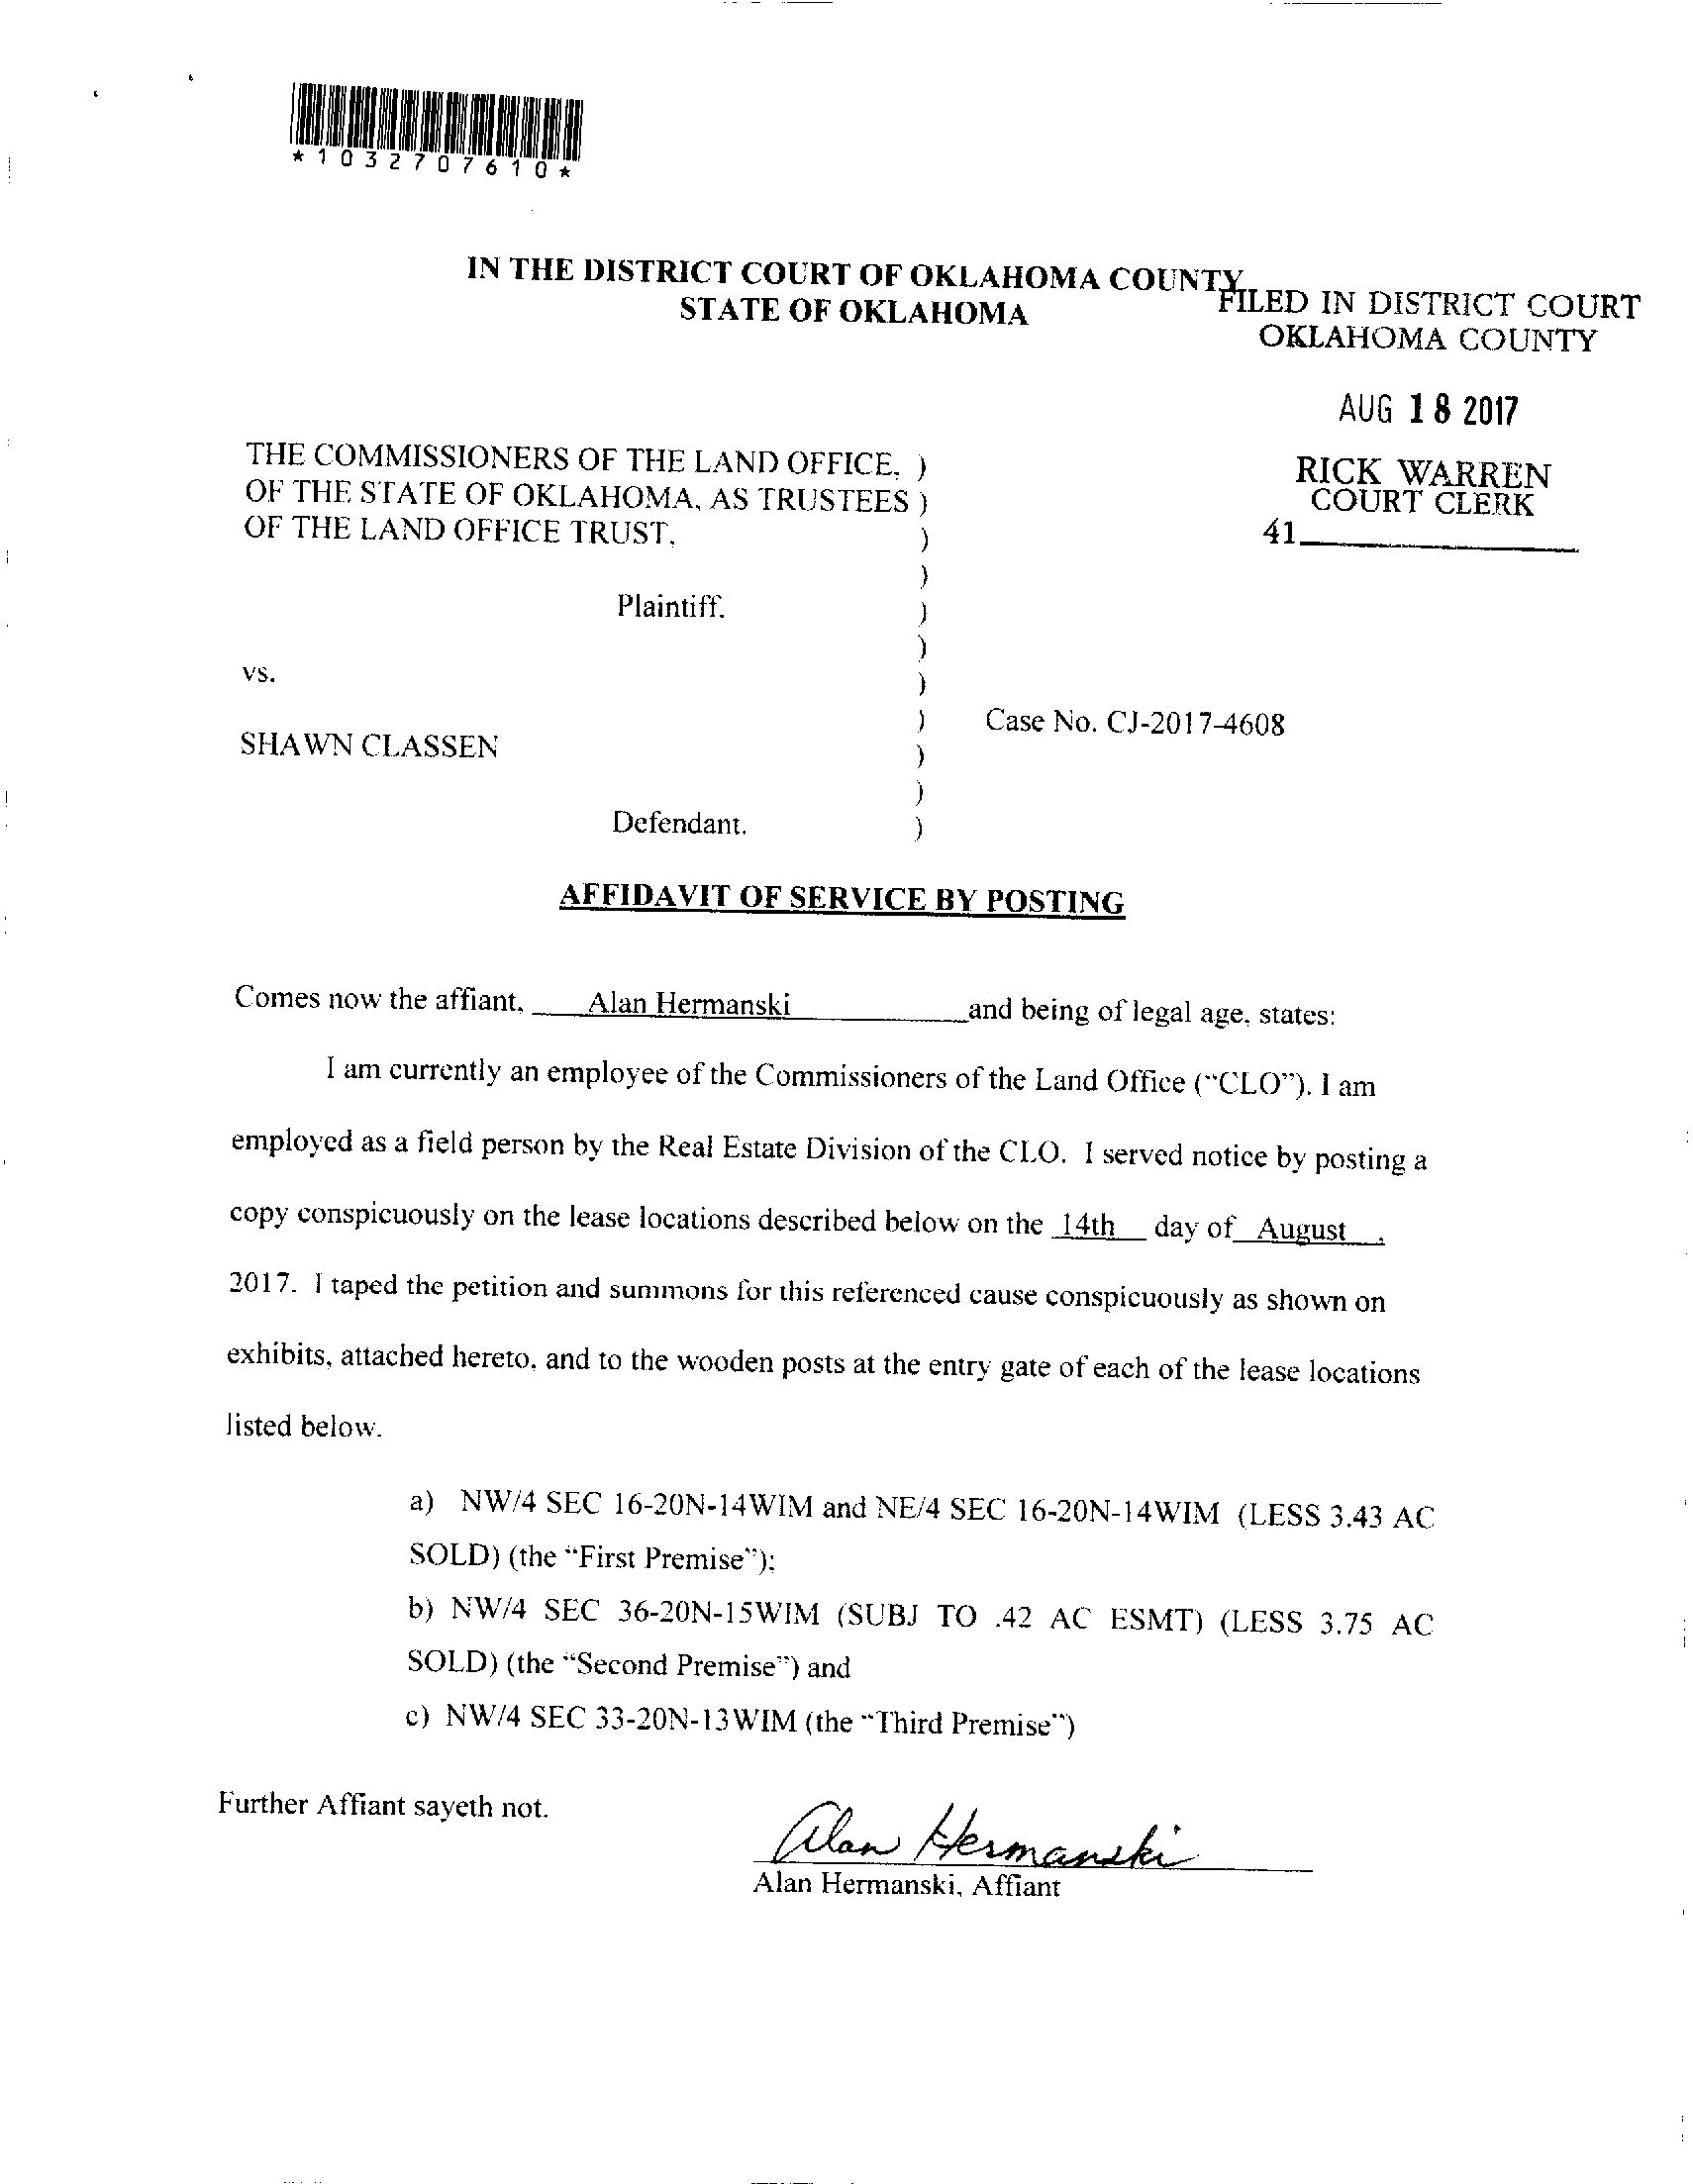 *1032707610*
IN THE DISTRICT COURT OF OKLAHOMA COUNTY
STATE OF OKLAHOMA
FILED IN DISTRICT COURT
OKLAHOMA COUNTY
AUG 18 2017
RICK WARREN
COURT CLERK
41
THE COMMISSIONERS OF THE LAND OFFICE, )
OF THE STATE OF OKLAHOMA, AS TRUSTEES )
OF THE LAND OFFICE TRUST, )
)
Plaintiff, )
)
vs. )
) Case No. CJ-2017-4608
SHAWN CLASSEN )
)
Defendant. )
AFFIDAVIT OF SERVICE BY POSTING
Comes now the affiant, Alan Hermanski and being of legal age, states:
I am currently an employee of the Commissioners of the Land Office ("CLO"). I am
employed as a field person by the Real Estate Division of the CLO. I served notice by posting a
copy conspicuously on the lease locations described below on the 14th day of August ,
2017. I taped the petition and summons for this referenced cause conspicuously as shown on
exhibits, attached hereto, and to the wooden posts at the entry gate of each of the lease locations
listed below.
a) NW/4 SEC 16-20N-14WIM and NE/4 SEC 16-20N-14WIM (LESS 3.43 AC
SOLD) (the "First Premise");
b) NW/4 SEC 36-20N-15WIM (SUBJ TO .42 AC ESMT) (LESS 3.75 AC
SOLD) (the "Second Premise") and
c) NW/4 SEC 33-20N-13WIM (the "Third Premise")
Further Affiant sayeth not.
Alan Hermanski
Alan Hermanski, Affiant